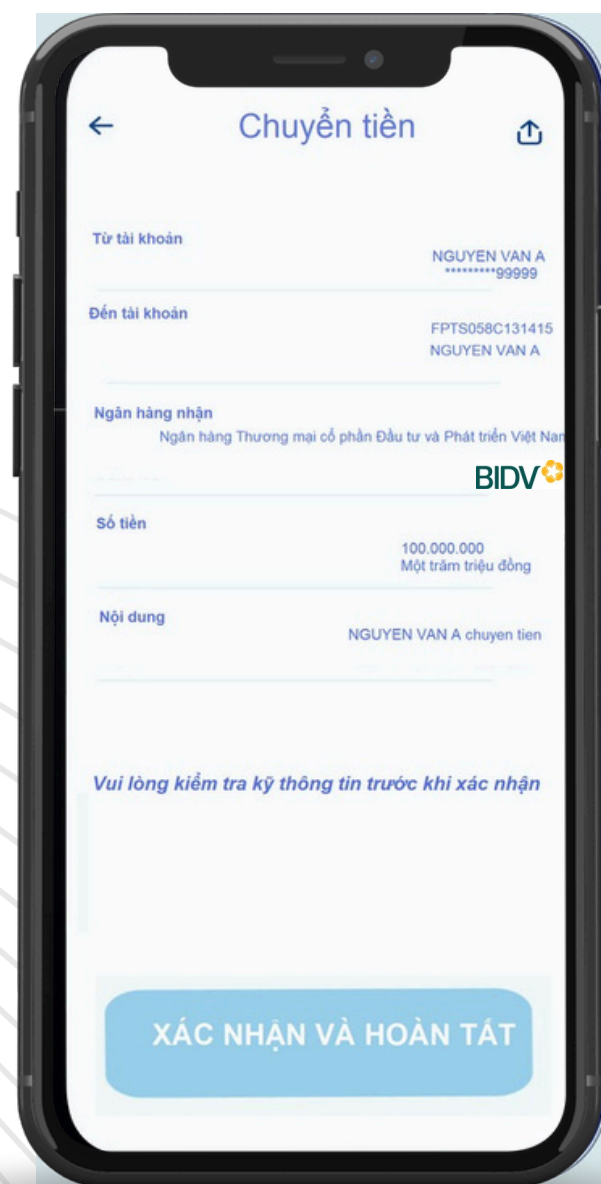 Chuyển tiền
Từ tài khoản
NGUYEN VAN A
*********99999
Đến tài khoản
FPTS058C131415
NGUYEN VAN A
Ngân hàng nhận
Ngân hàng Thương mại cổ phần Đầu tư và Phát triển Việt Nam
BIDV
Số tiền
100.000.000
Một trăm triệu đồng
Nội dung
NGUYEN VAN A chuyen tien
Vui lòng kiểm tra kỹ thông tin trước khi xác nhận
XÁC NHẬN VÀ HOÀN TẤT